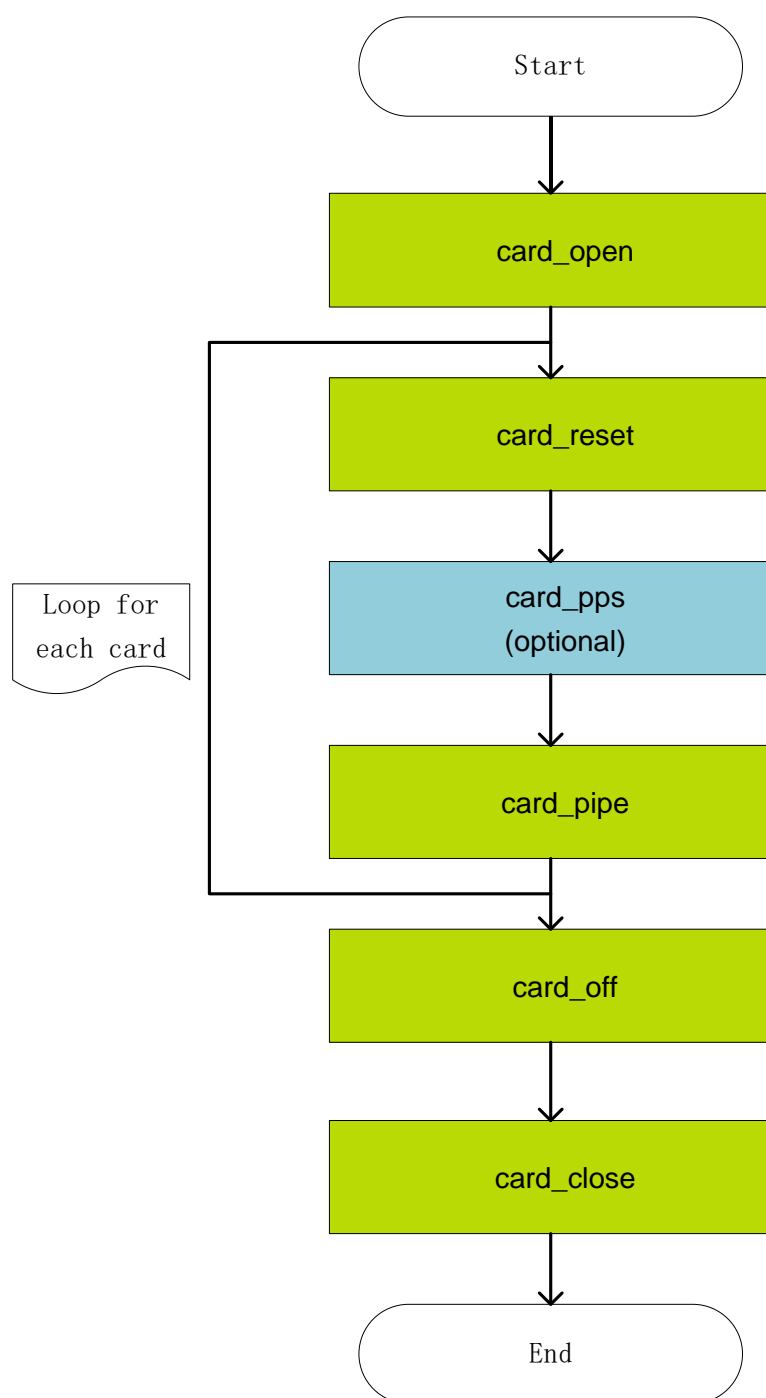 Start
card_open
card_reset
Loop for
each card
card_pps
(optional)
card_pipe
card_off
card_close
End